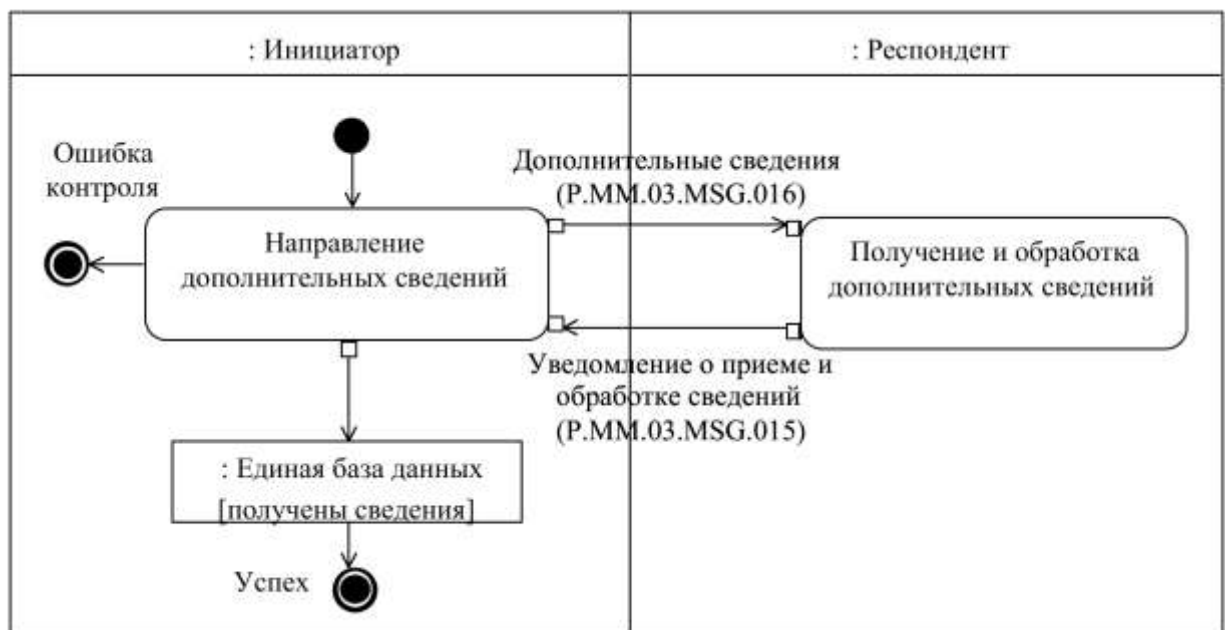 : Инициатор
: Респондент
Ошибка
контроля
Дополнительные сведения
(P.MM.03.MSG.016)
Направление
дополнительных сведений
Получение и обработка
дополнительных сведений
Уведомление о приеме и
обработке сведений
(P.MM.03.MSG.015)
: Единая база данных
[получены сведения]
Успех